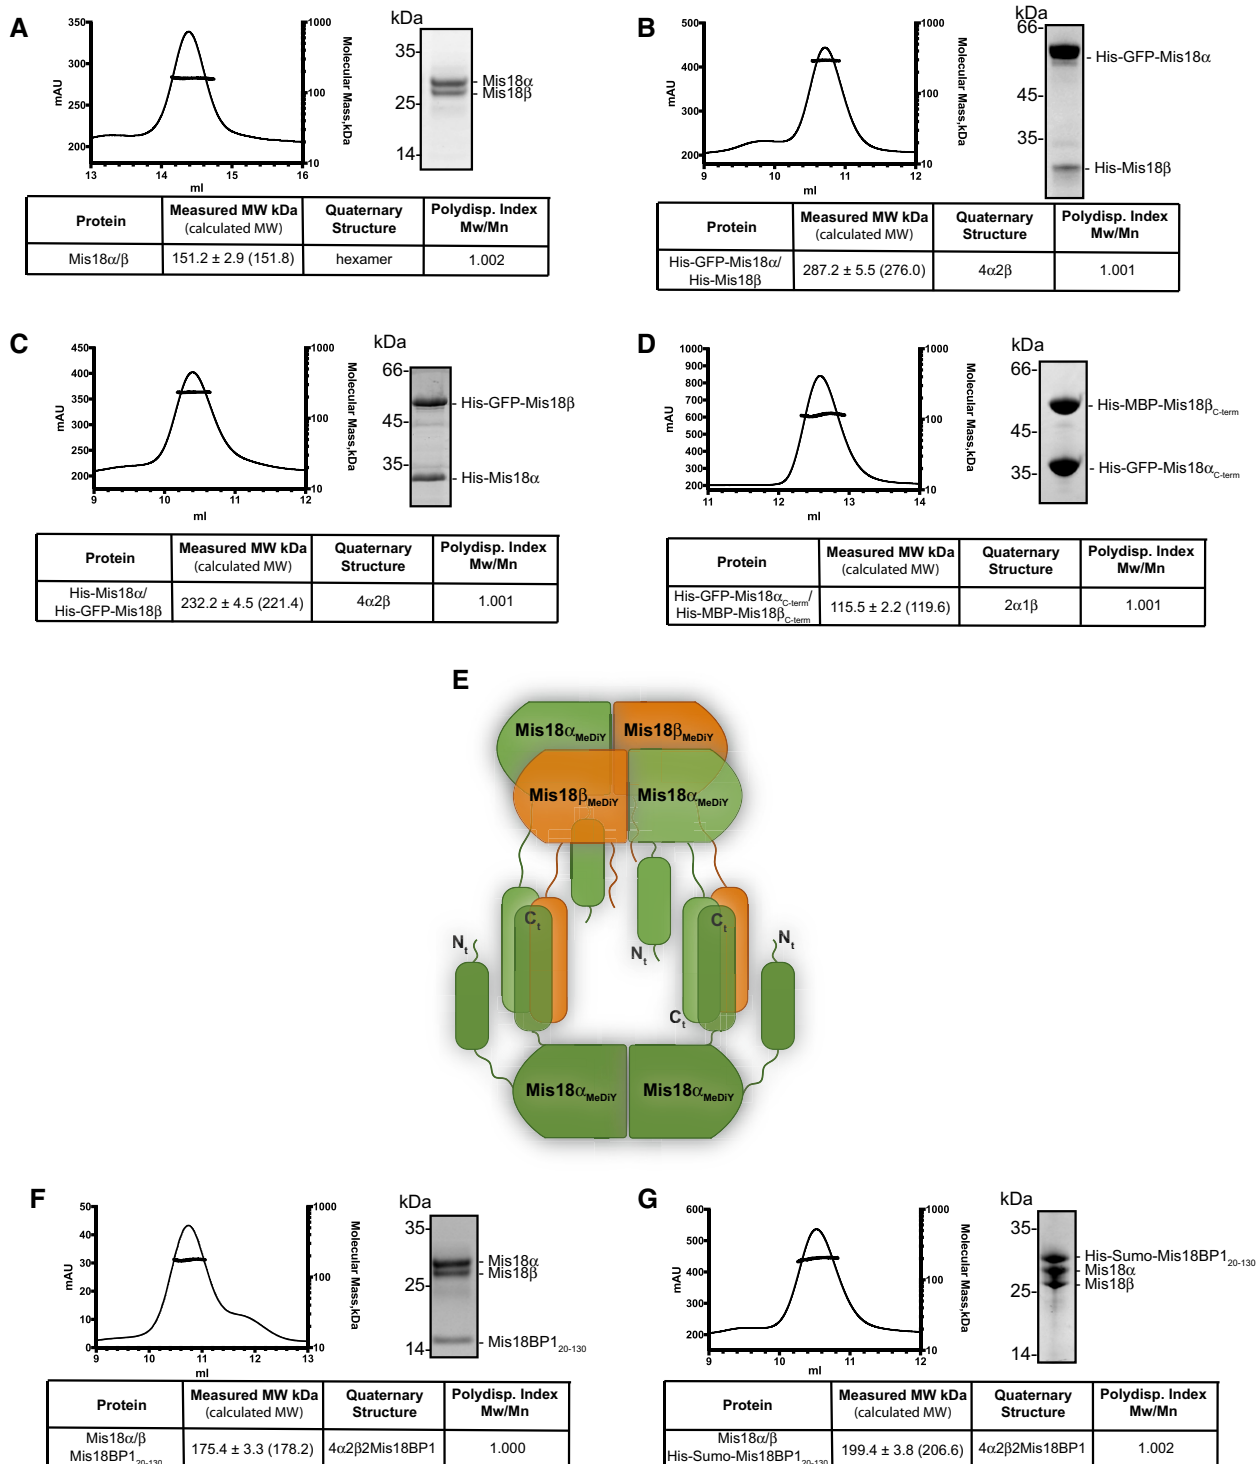 A
mAU
350
300
250
200
13
14
15
16
ml
1000
100
10
Molecular Mass,kDa
kDa
35-
25-
14-
Mis18α
Mis18β
Protein
Measured MW kDa
(calculated MW)
Quaternary
Structure
Polydisp. Index
Mw/Mn
Mis18α/β
151.2 ± 2.9 (151.8)
hexamer
1.002
B
mAU
500
400
300
200
9
10
11
12
ml
1000
100
10
Molecular Mass,kDa
kDa
66-
45-
35-
His-GFP-Mis18α
His-Mis18β
Protein
Measured MW kDa
(calculated MW)
Quaternary
Structure
Polydisp. Index
Mw/Mn
His-GFP-Mis18α/
His-Mis18β
287.2 ± 5.5 (276.0)
4α2β
1.001
C
mAU
450
400
350
300
250
200
9
10
11
12
ml
1000
100
10
Molecular Mass,kDa
kDa
66-
45-
35-
His-GFP-Mis18β
His-Mis18α
Protein
Measured MW kDa
(calculated MW)
Quaternary
Structure
Polydisp. Index
Mw/Mn
His-Mis18α/
His-GFP-Mis18β
232.2 ± 4.5 (221.4)
4α2β
1.001
D
mAU
1000
900
800
700
600
500
400
300
200
11
12
13
14
ml
1000
100
10
Molecular Mass,kDa
kDa
66-
45-
35-
His-MBP-Mis18βC-term
His-GFP-Mis18αC-term
Protein
Measured MW kDa
(calculated MW)
Quaternary
Structure
Polydisp. Index
Mw/Mn
His-GFP-Mis18αC-term/
His-MBP-Mis18βC-term
115.5 ± 2.2 (119.6)
2α1β
1.001
E
Mis18αMeDiY
Mis18βMeDiY
Mis18βMeDiY
Mis18αMeDiY
Ct
Ct
Nt
Nt
Nt
Ct
Mis18αMeDiY
Mis18αMeDiY
F
mAU
50
40
30
20
10
0
9
10
11
12
13
ml
1000
100
10
Molecular Mass,kDa
kDa
35-
25-
14-
Mis18α
Mis18β
Mis18BP120-130
Protein
Measured MW kDa
(calculated MW)
Quaternary
Structure
Polydisp. Index
Mw/Mn
Mis18α/β
Mis18BP120-130
175.4 ± 3.3 (178.2)
4α2β2Mis18BP1
1.000
G
mAU
600
500
400
300
200
9
10
11
12
ml
1000
100
10
Molecular Mass,kDa
kDa
35-
25-
14-
His-Sumo-Mis18BP120-130
Mis18α
Mis18β
Protein
Measured MW kDa
(calculated MW)
Quaternary
Structure
Polydisp. Index
Mw/Mn
Mis18α/β
His-Sumo-Mis18BP120-130
199.4 ± 3.8 (206.6)
4α2β2Mis18BP1
1.002